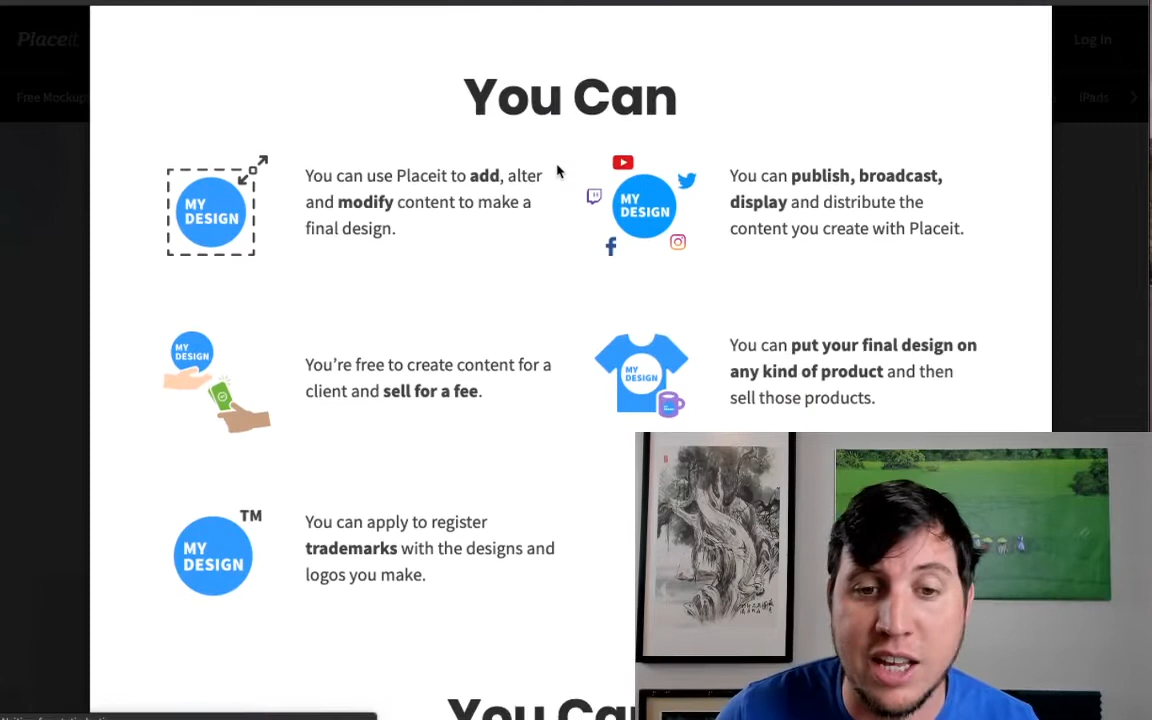 Placeit
Log In
Free Mockup
iPads
You Can
MY
DESIGN
You can use Placeit to add, alter
and modify content to make a
final design.
MY
DESIGN
You can publish, broadcast,
display and distribute the
content you create with Placeit.
MY
DESIGN
You’re free to create content for a
client and sell for a fee.
MY
DESIGN
You can put your final design on
any kind of product and then
sell those products.
TM
MY
DESIGN
You can apply to register
trademarks with the designs and
logos you make.